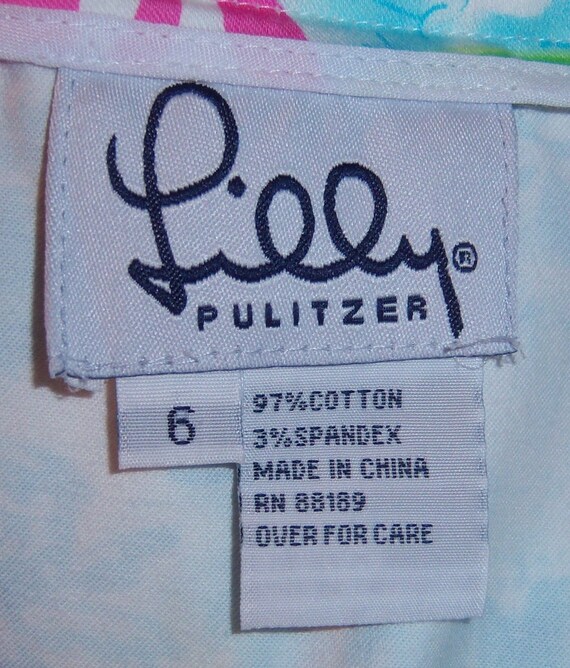 Lilly®
PULITZER
6
97%COTTON
3%SPANDEX
MADE IN CHINA
RN 88189
OVER FOR CARE